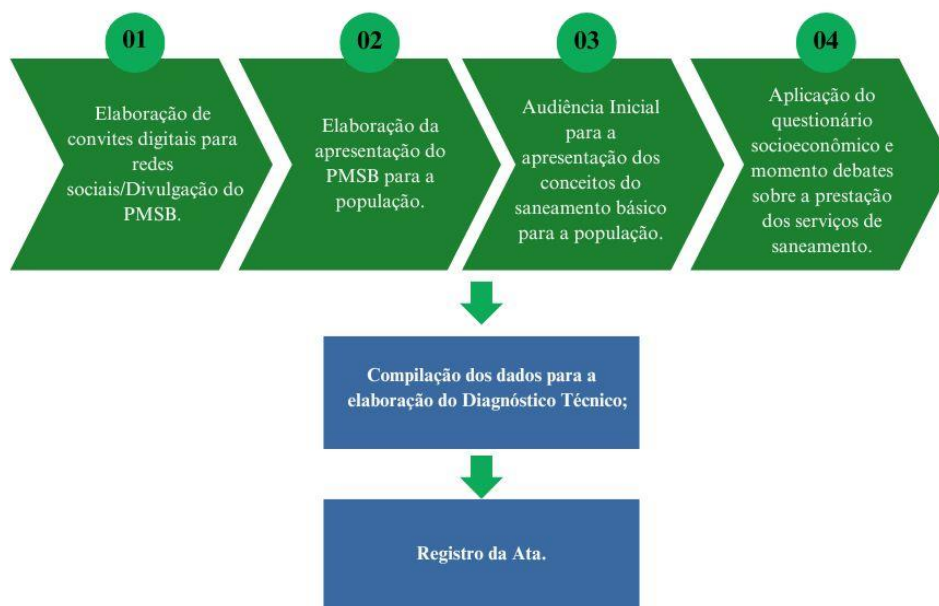 01
Elaboração de
convites digitais para
redes
sociais/Divulgação do
PMSB.
02
Elaboração da
apresentação do
PMSB para a
população.
03
Audiência Inicial
para a
apresentação dos
conceitos do
saneamento básico
para a população.
04
Aplicação do
questionário
socioeconômico e
momento debates
sobre a prestação
dos serviços de
saneamento.
Compilação dos dados para a
elaboração do Diagnóstico Técnico;
Registro da Ata.